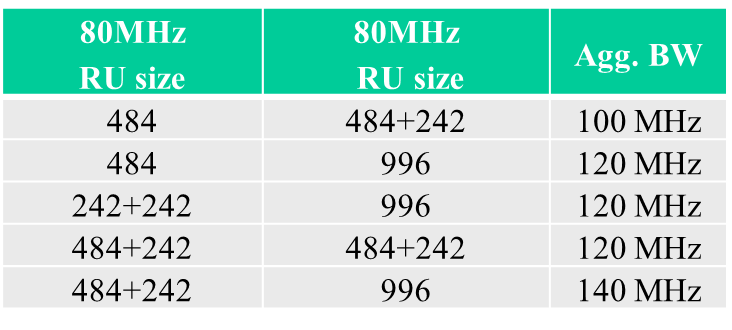 80MHz RU size 80MHz RU size Agg. BW
484 484+242 100 MHz
484 996 120 MHz
242+242 996 120 MHz
484+242 484+242 120 MHz
484+242 996 140 MHz